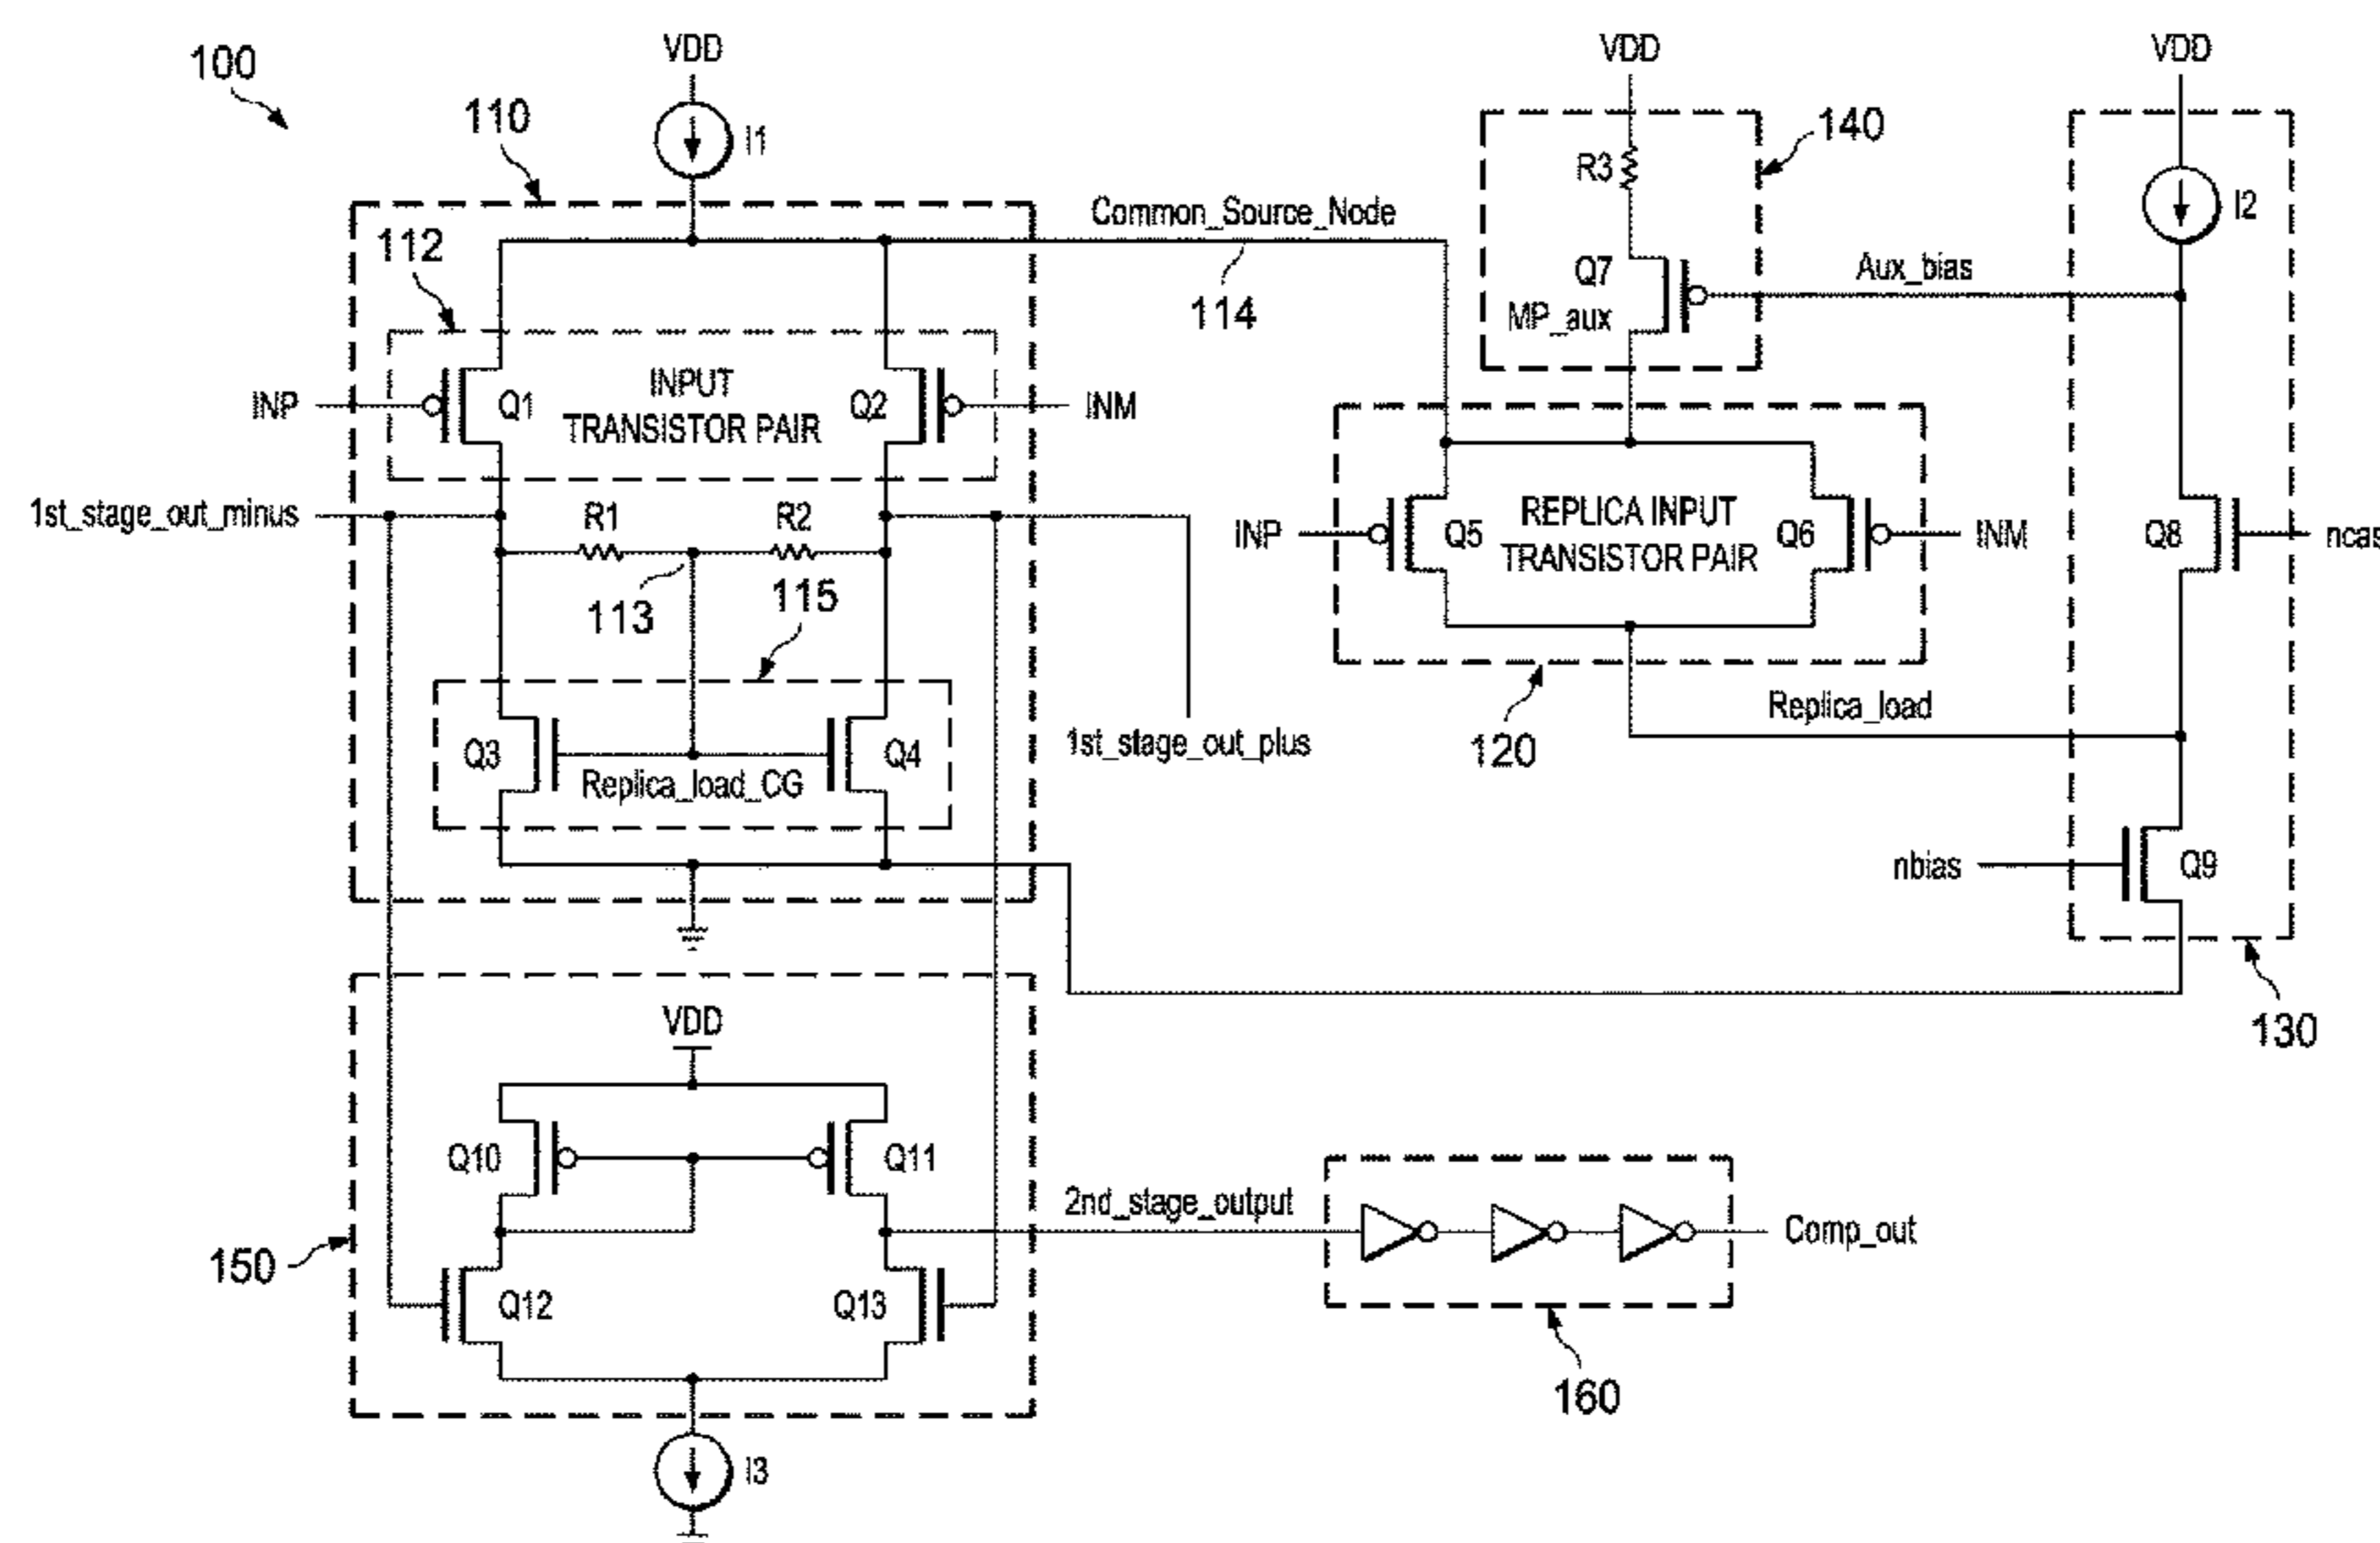 100
VDD
VDD
VDD
110
I1
140
R3
I2
112
Common_Source_Node
114
Q7
MP_aux
Aux_bias
INP
Q1
INPUT
TRANSISTOR PAIR
Q2
INM
1st_stage_out_minus
R1
R2
113
115
INP
Q5
REPLICA INPUT
TRANSISTOR PAIR
Q6
INM
Q8
ncas
Q3
Replica_load_CG
Q4
1st_stage_out_plus
120
Replica_load
nbias
Q9
130
VDD
Q10
Q11
2nd_stage_output
Comp_out
150
Q12
Q13
160
I3